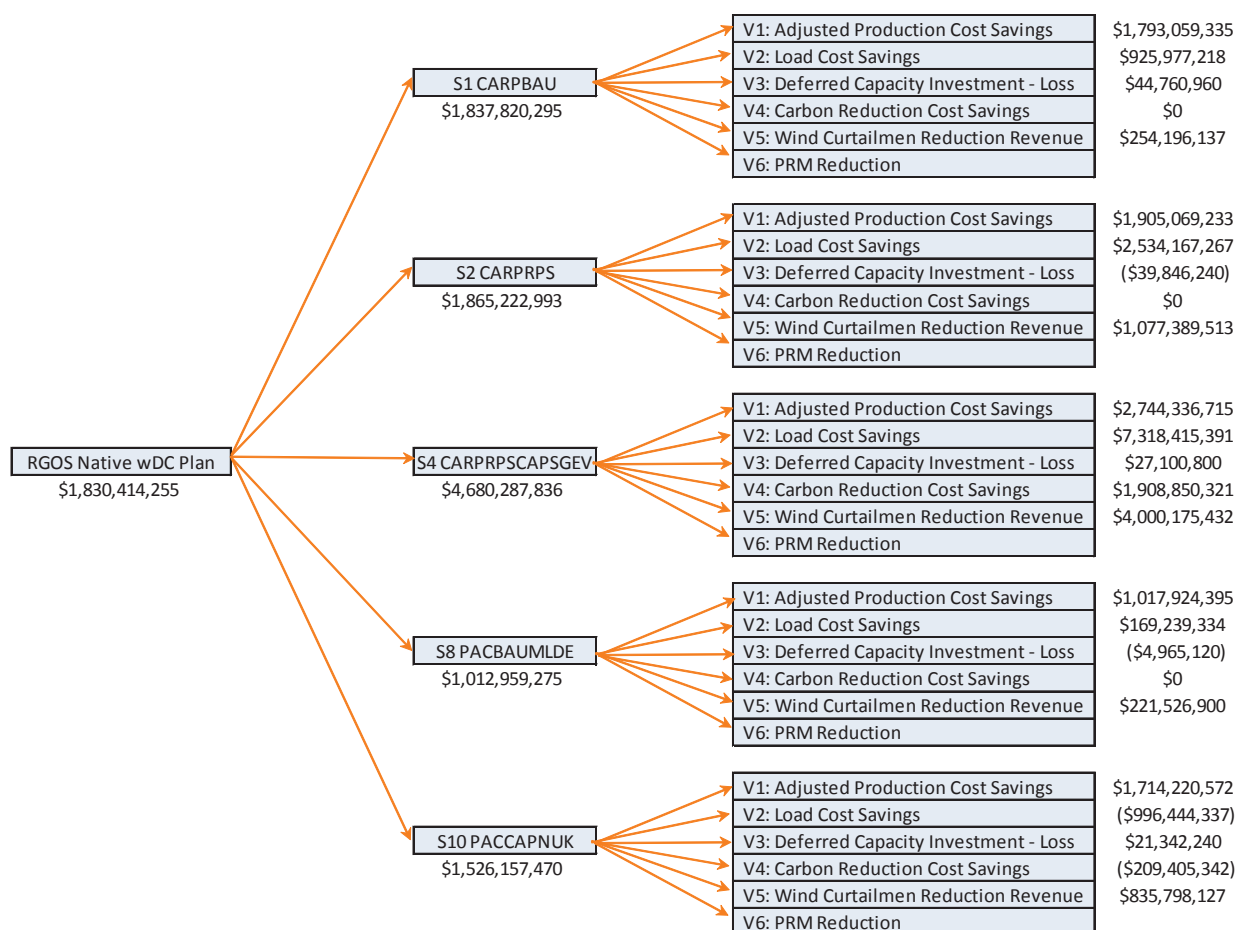 RGOS Native wDC Plan
$1,830,414,255
S1 CARPBAU
$1,837,820,295
V1: Adjusted Production Cost Savings $1,793,059,335
V2: Load Cost Savings $925,977,218
V3: Deferred Capacity Investment - Loss $44,760,960
V4: Carbon Reduction Cost Savings $0
V5: Wind Curtailmen Reduction Revenue $254,196,137
V6: PRM Reduction
S2 CARPRPS
$1,865,222,993
V1: Adjusted Production Cost Savings $1,905,069,233
V2: Load Cost Savings $2,534,167,267
V3: Deferred Capacity Investment - Loss ($39,846,240)
V4: Carbon Reduction Cost Savings $0
V5: Wind Curtailmen Reduction Revenue $1,077,389,513
V6: PRM Reduction
S4 CARPRPSCAPSGEV
$4,680,287,836
V1: Adjusted Production Cost Savings $2,744,336,715
V2: Load Cost Savings $7,318,415,391
V3: Deferred Capacity Investment - Loss $27,100,800
V4: Carbon Reduction Cost Savings $1,908,850,321
V5: Wind Curtailmen Reduction Revenue $4,000,175,432
V6: PRM Reduction
S8 PACBAUMLDE
$1,012,959,275
V1: Adjusted Production Cost Savings $1,017,924,395
V2: Load Cost Savings $169,239,334
V3: Deferred Capacity Investment - Loss ($4,965,120)
V4: Carbon Reduction Cost Savings $0
V5: Wind Curtailmen Reduction Revenue $221,526,900
V6: PRM Reduction
S10 PACCAPNUK
$1,526,157,470
V1: Adjusted Production Cost Savings $1,714,220,572
V2: Load Cost Savings ($996,444,337)
V3: Deferred Capacity Investment - Loss $21,342,240
V4: Carbon Reduction Cost Savings ($209,405,342)
V5: Wind Curtailmen Reduction Revenue $835,798,127
V6: PRM Reduction